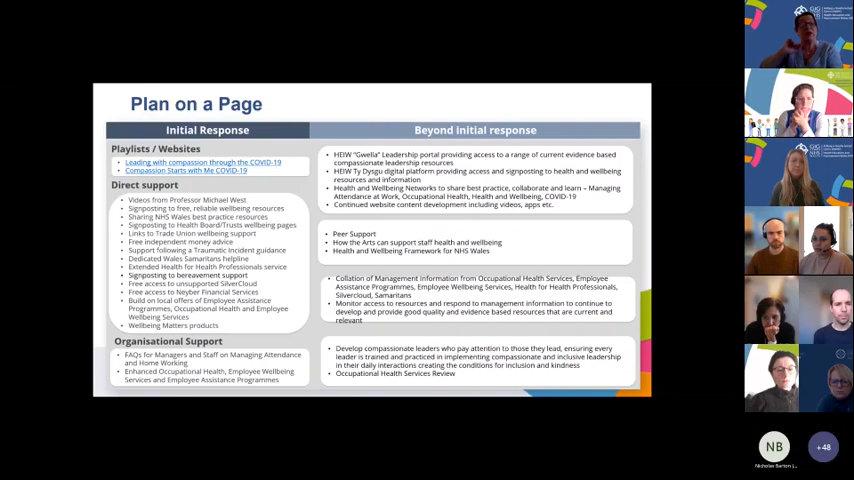 Plan on a Page
Initial Response
Beyond initial response
Playlists / Websites
• Leading with compassion through the COVID-19
• Compassion Starts with Me COVID-19
Direct support
• Videos from Professor Michael West
• Signposting to free, reliable wellbeing resources
• Sharing NHS Wales best practice resources
• Signposting to Health Board/Trusts wellbeing pages
• Links to Trade Union wellbeing support
• Free independent money advice
• Support following a Traumatic Incident guidance
• Dedicated Wales Samaritans helpline
• Extended Health for Health Professionals service
• Signposting to bereavement support
• Free access to unsupported SilverCloud
• Free access to Neyber Financial Services
• Build on local offers of Employee Assistance
Programmes, Occupational Health and Employee
Wellbeing Services
• Wellbeing Matters products
Organisational Support
• FAQs for Managers and Staff on Managing Attendance
and Home Working
• Enhanced Occupational Health, Employee Wellbeing
Services and Employee Assistance Programmes
• HEIW "Gwella" Leadership portal providing access to a range of current evidence based
compassionate leadership resources
• HEIW Ty Dysgu digital platform providing access and signposting to health and wellbeing
resources and information
• Health and Wellbeing Networks to share best practice, collaborate and learn – Managing
Attendance at Work, Occupational Health, Health and Wellbeing, COVID-19
• Continued website content development including videos, apps etc.
• Peer Support
• How the Arts can support staff health and wellbeing
• Health and Wellbeing Framework for NHS Wales
• Collation of Management Information from Occupational Health Services, Employee
Assistance Programmes, Employee Wellbeing Services, Health for Health Professionals,
Silvercloud, Samaritans
• Monitor access to resources and respond to management information to continue to
develop and provide good quality and evidence based resources that are current and
relevant
• Develop compassionate leaders who pay attention to those they lead, ensuring every
leader is trained and practiced in implementing compassionate and inclusive leadership
in their daily interactions creating the conditions for inclusion and kindness
• Occupational Health Services Review
GIG
NHS
GIG
NHS
NB
+48